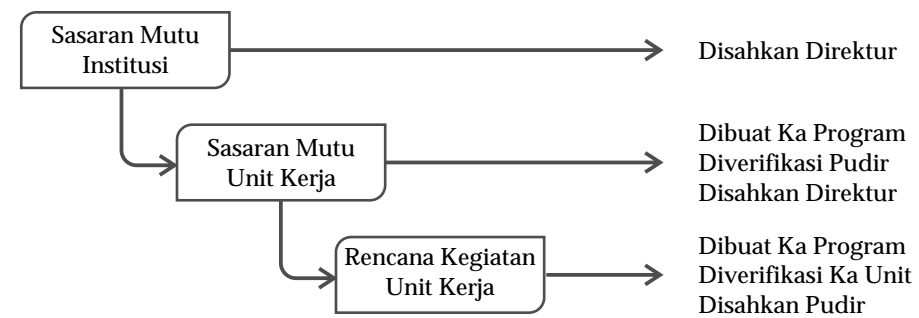 Sasaran Mutu
Institusi
Disahkan Direktur
Sasaran Mutu
Unit Kerja
Dibuat Ka Program
Diverifikasi Pudir
Disahkan Direktur
Rencana Kegiatan
Unit Kerja
Dibuat Ka Program
Diverifikasi Ka Unit
Disahkan Pudir